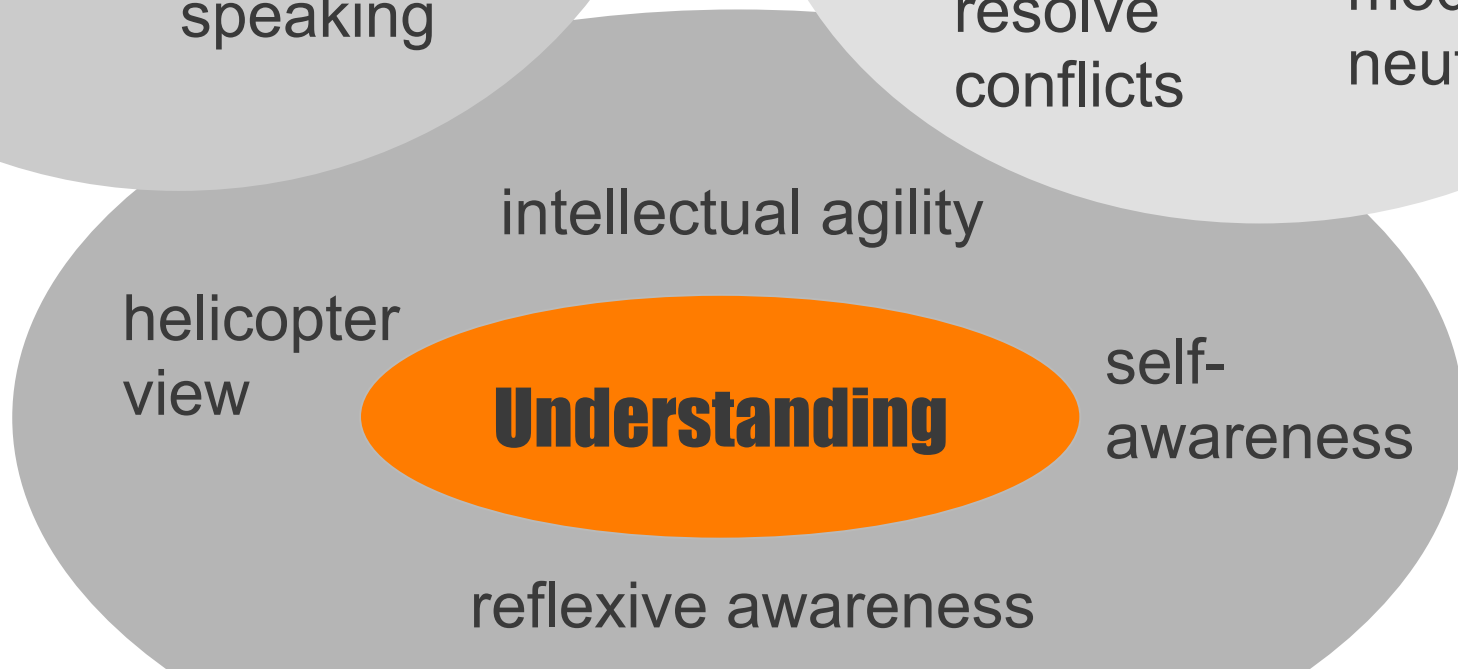 speaking
resolve
conflicts
intellectual agility
helicopter
view
Understanding
self-
awareness
reflexive awareness